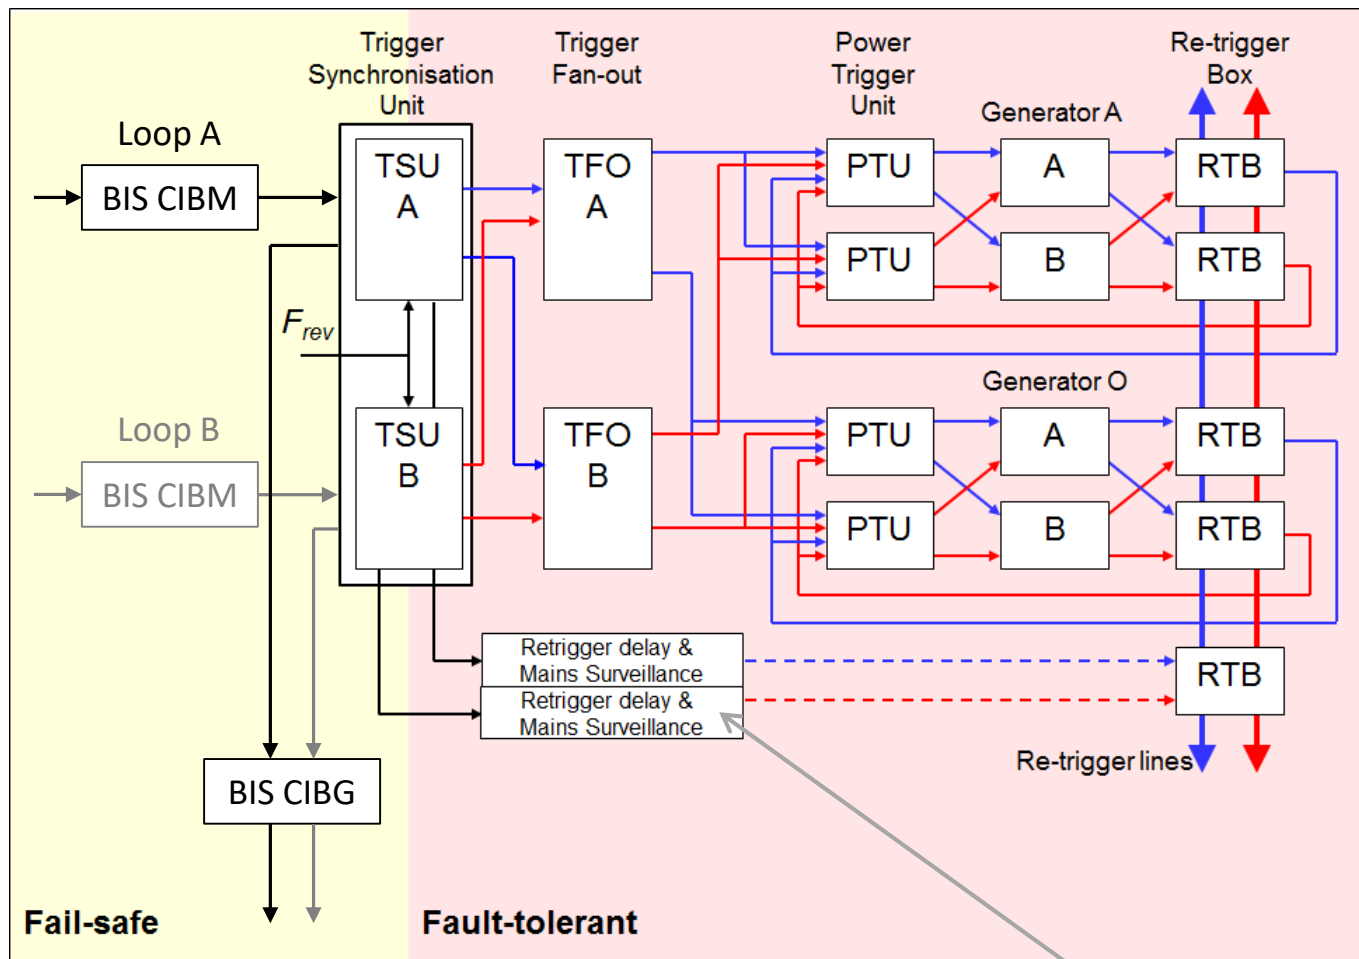 Trigger
Synchronisation
Unit
Trigger
Fan-out
Power
Trigger
Unit
Generator A
Re-trigger
Box
Loop A
BIS CIBM
TSU
A
TFO
A
PTU
A
RTB
PTU
B
RTB
Frev
Generator O
Loop B
BIS CIBM
TSU
B
TFO
B
PTU
A
RTB
PTU
B
RTB
Retrigger delay &
Mains Surveillance
Retrigger delay &
Mains Surveillance
RTB
Re-trigger lines
BIS CIBG
Fail-safe
Fault-tolerant